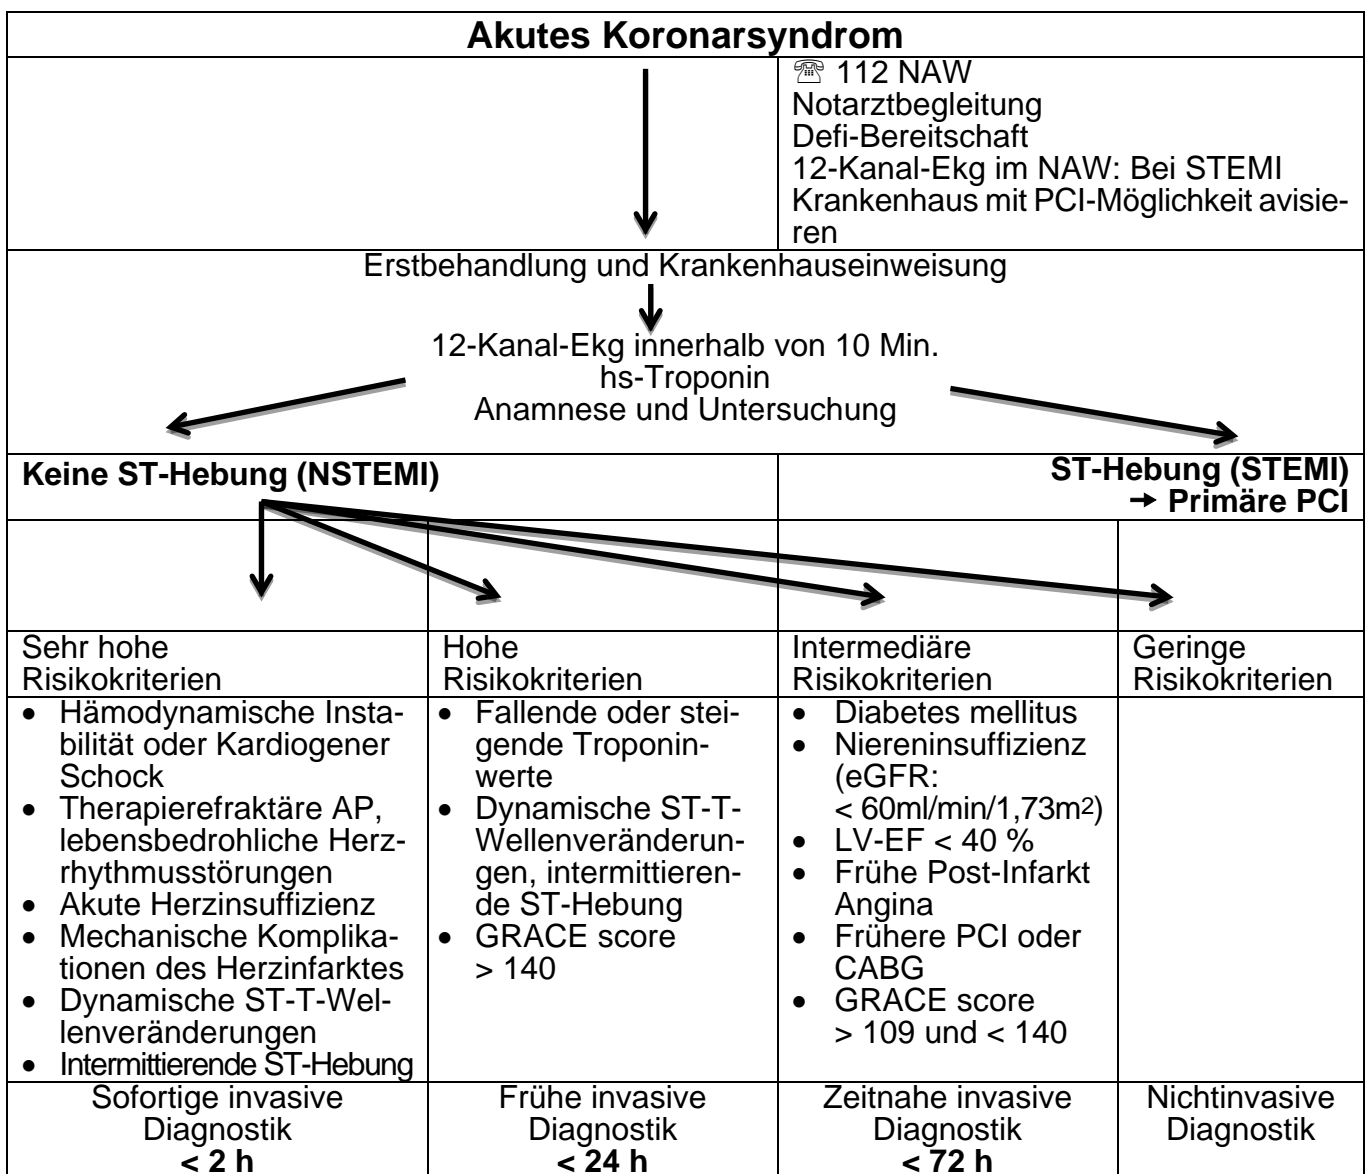 Akutes Koronarsyndrom
☏ 112 NAW
Notarztbegleitung
Defi-Bereitschaft
12-Kanal-Ekg im NAW: Bei STEMI
Krankenhaus mit PCI-Möglichkeit avisie-
ren
Erstbehandlung und Krankenhauseinweisung
12-Kanal-Ekg innerhalb von 10 Min.
hs-Troponin
Anamnese und Untersuchung
Keine ST-Hebung (NSTEMI)
ST-Hebung (STEMI)
→ Primäre PCI
Sehr hohe
Risikokriterien
Hohe
Risikokriterien
Intermediäre
Risikokriterien
Geringe
Risikokriterien
• Hämodynamische Insta-
bilität oder Kardiogener
Schock
• Therapierefraktäre AP,
lebensbedrohliche Herz-
rhythmusstörungen
• Akute Herzinsuffizienz
• Mechanische Komplika-
tionen des Herzinfarktes
• Dynamische ST-T-Wel-
lenveränderungen
• Intermittierende ST-Hebung
• Fallende oder stei-
gende Troponin-
werte
• Dynamische ST-T-
Wellenveränderun-
gen, intermittieren-
de ST-Hebung
• GRACE score
> 140
• Diabetes mellitus
• Niereninsuffizienz
(eGFR:
< 60ml/min/1,73m²)
• LV-EF < 40 %
• Frühe Post-Infarkt
Angina
• Frühere PCI oder
CABG
• GRACE score
> 109 und < 140
Sofortige invasive
Diagnostik
< 2 h
Frühe invasive
Diagnostik
< 24 h
Zeitnahe invasive
Diagnostik
< 72 h
Nichtinvasive
Diagnostik